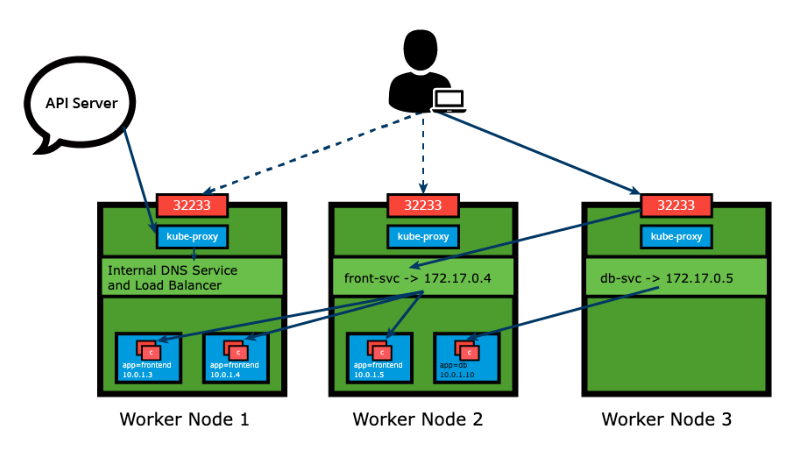 API Server
32233
32233
32233
kube-proxy
kube-proxy
kube-proxy
Internal DNS Service
and Load Balancer
front-svc -> 172.17.0.4
db-svc -> 172.17.0.5
c
app=frontend
10.0.1.3
c
app=frontend
10.0.1.4
c
app=frontend
10.0.1.5
c
app=db
10.0.1.10
Worker Node 1
Worker Node 2
Worker Node 3